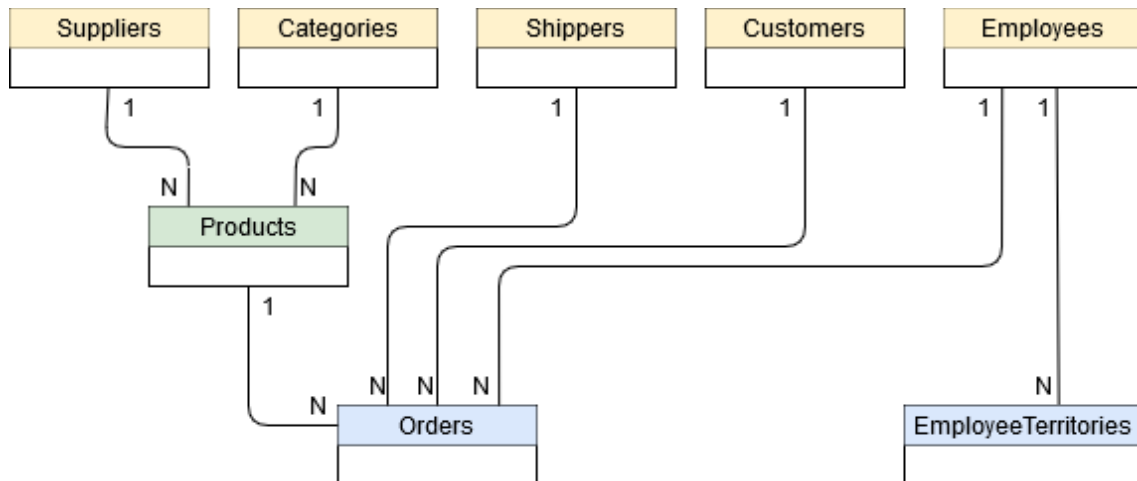 Suppliers
Categories
Shippers
Customers
Employees
1
1
1
1
1
1
N
N
Products
1
N
N
N
N
N
Orders
EmployeeTerritories